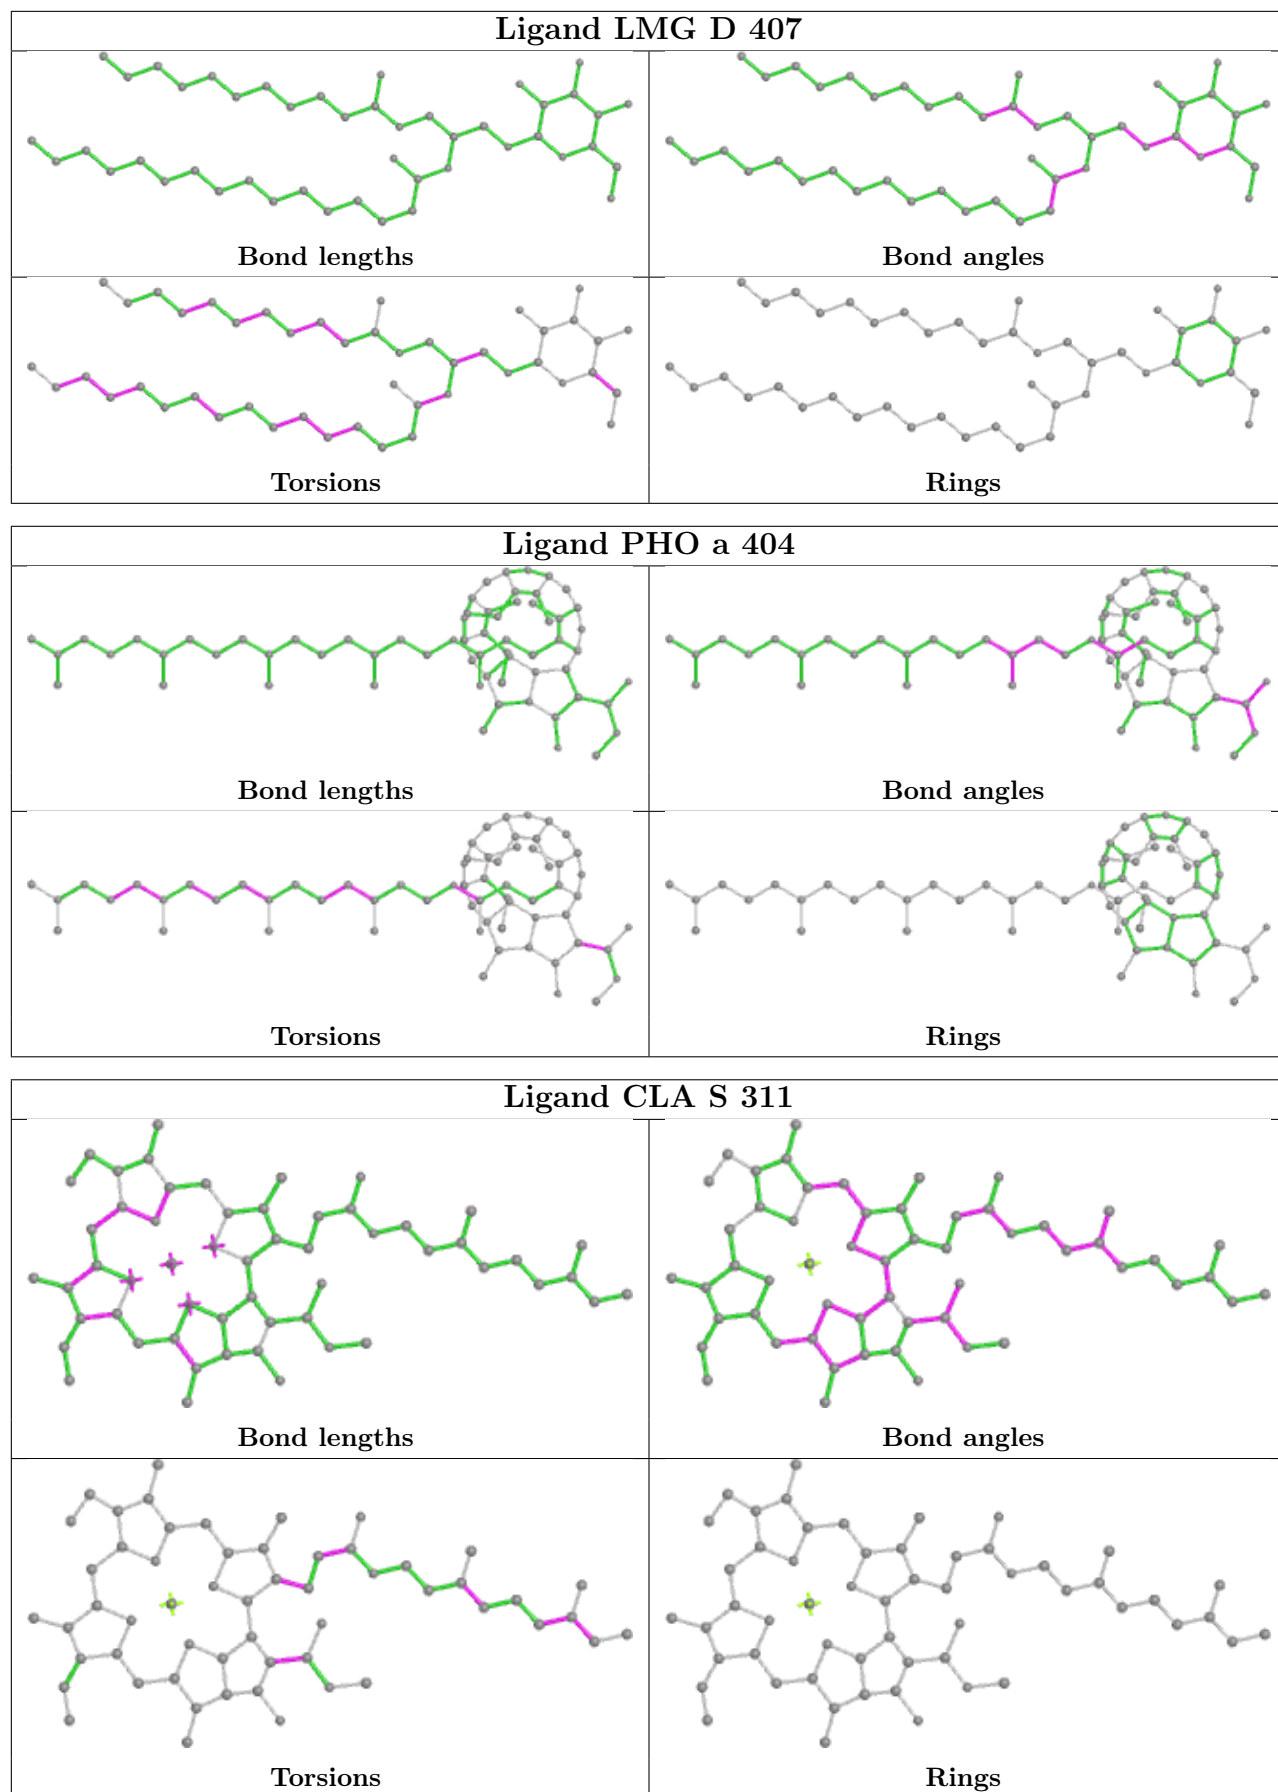 Ligand LMG D 407
Bond lengths
Bond angles
Torsions
Rings
Ligand PHO a 404
Bond lengths
Bond angles
Torsions
Rings
Ligand CLA S 311
Bond lengths
Bond angles
Torsions
Rings